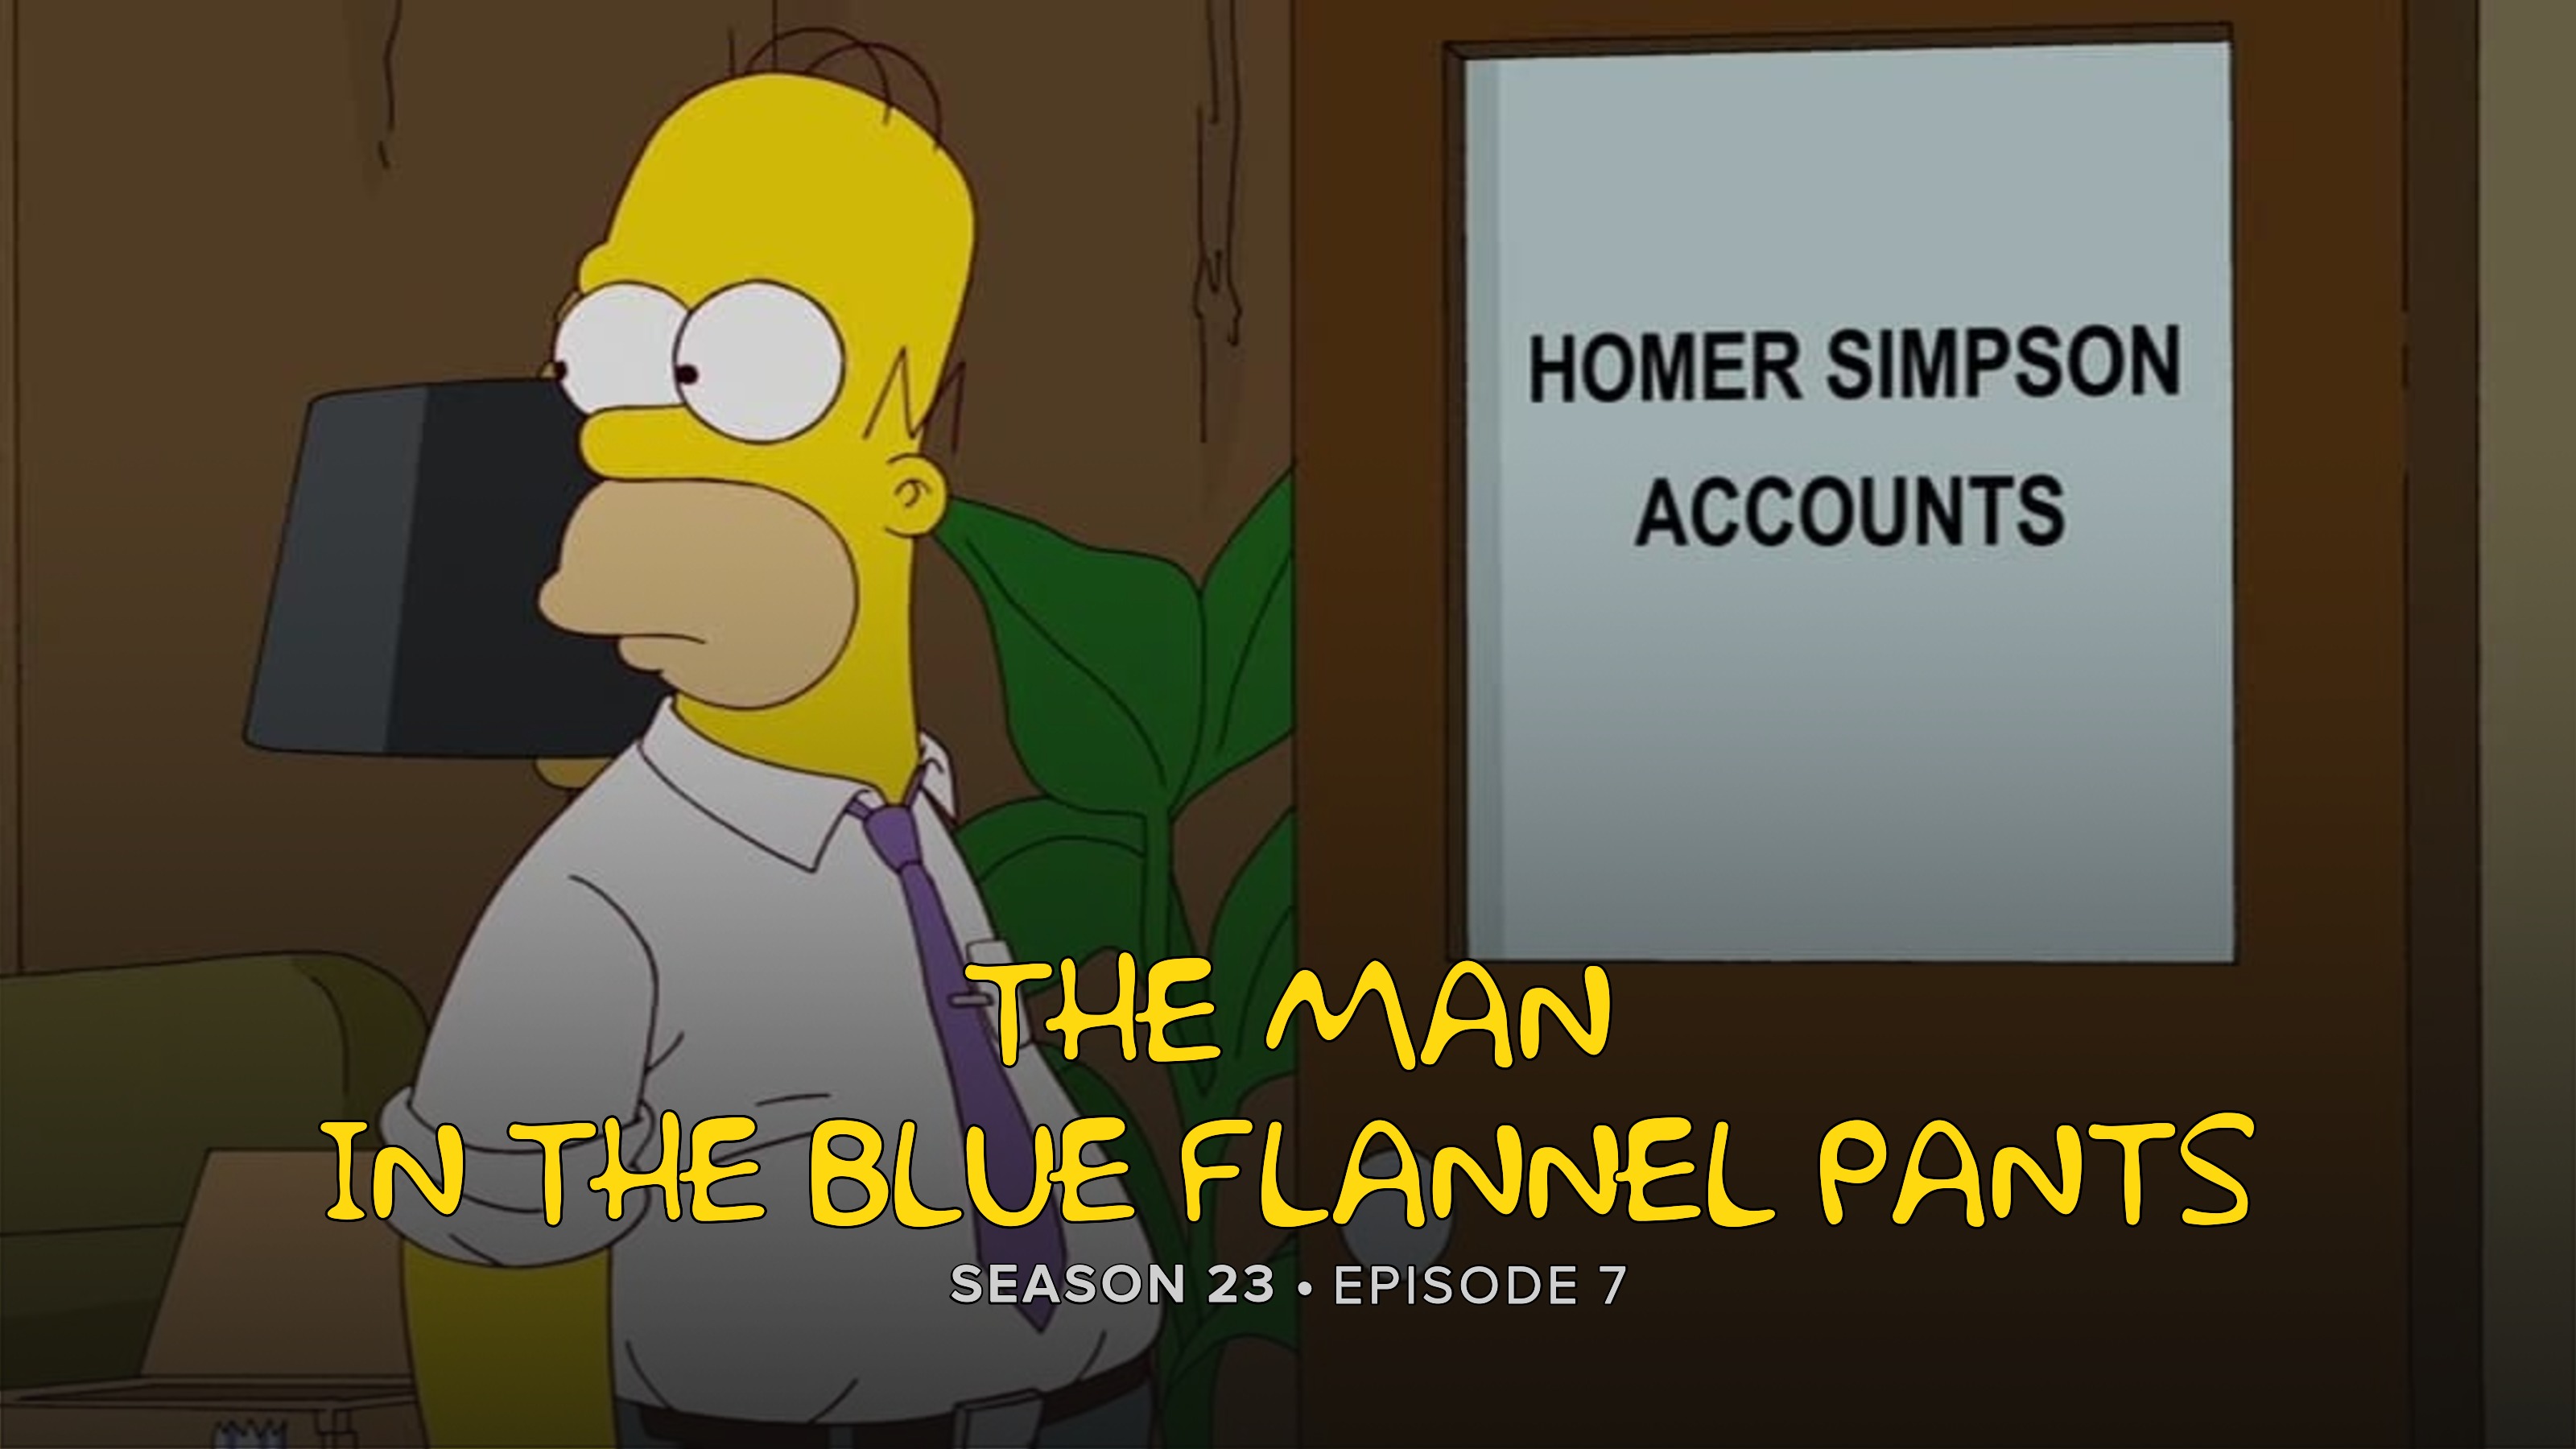 HOMER SIMPSON
ACCOUNTS
THE MAN
IN THE BLUE FLANNEL PANTS
SEASON 23 • EPISODE 7